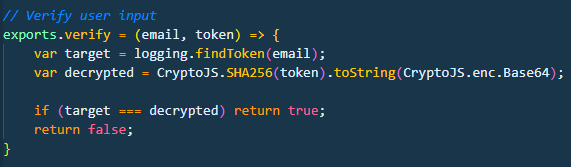 // Verify user input
exports.verify = (email, token) => {
    var target = logging.findToken(email);
    var decrypted = CryptoJS.SHA256(token).toString(CryptoJS.enc.Base64);

    if (target === decrypted) return true;
    return false;
}